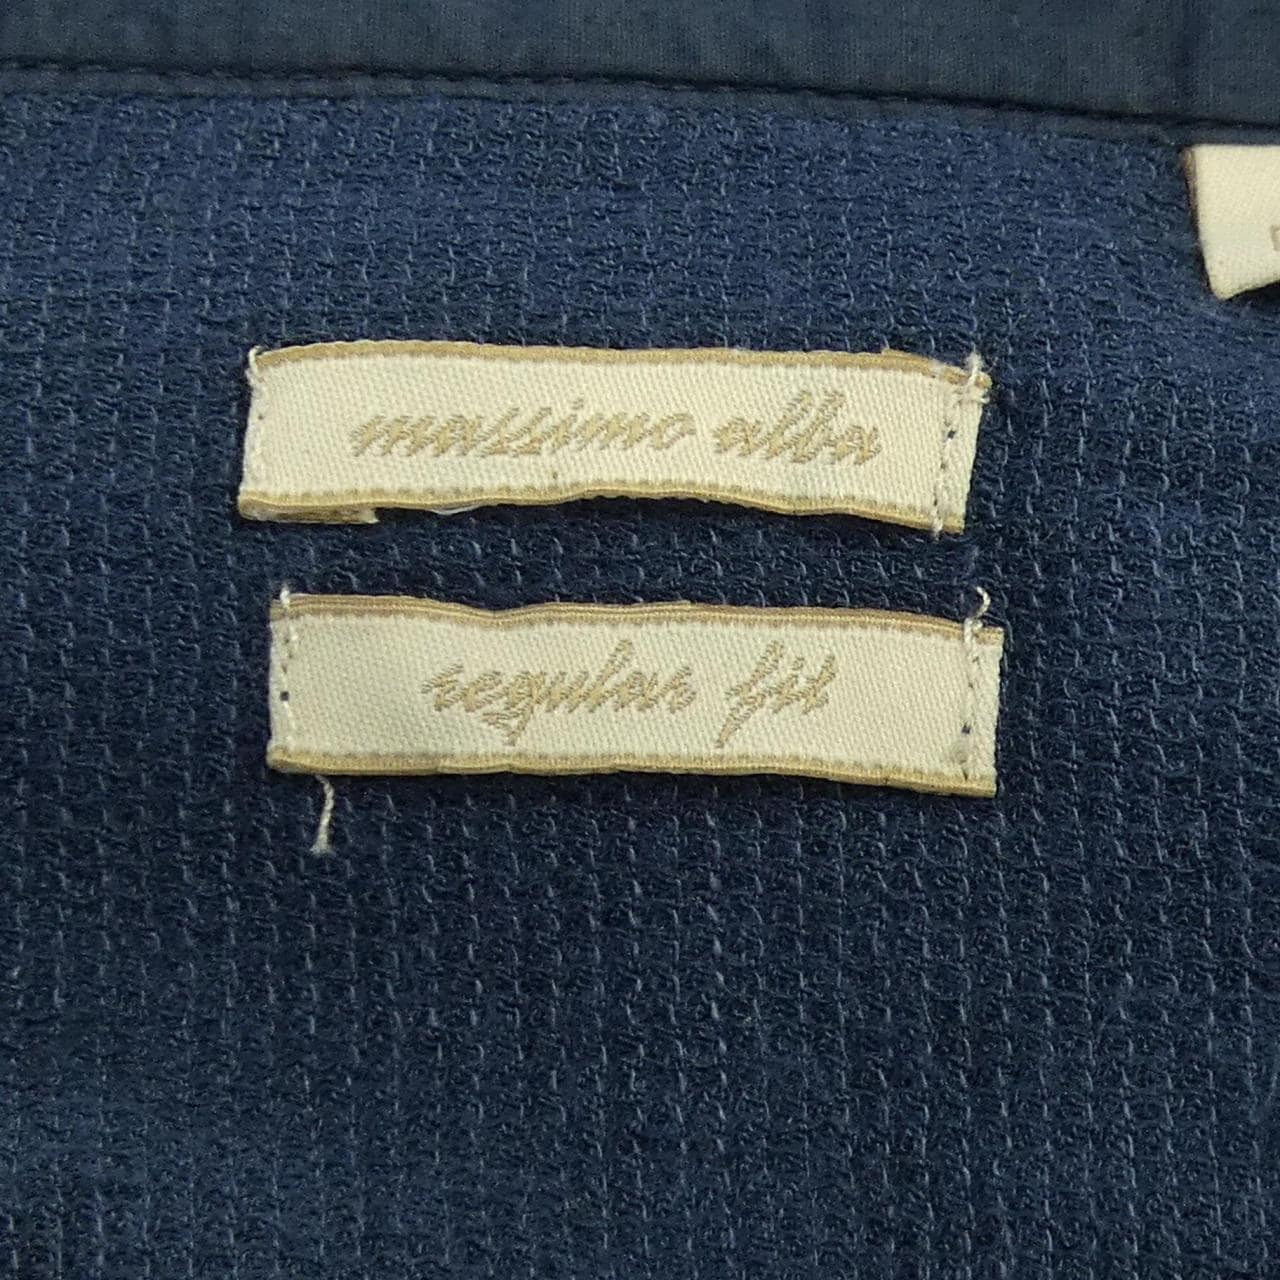 massimo alba
regular fit